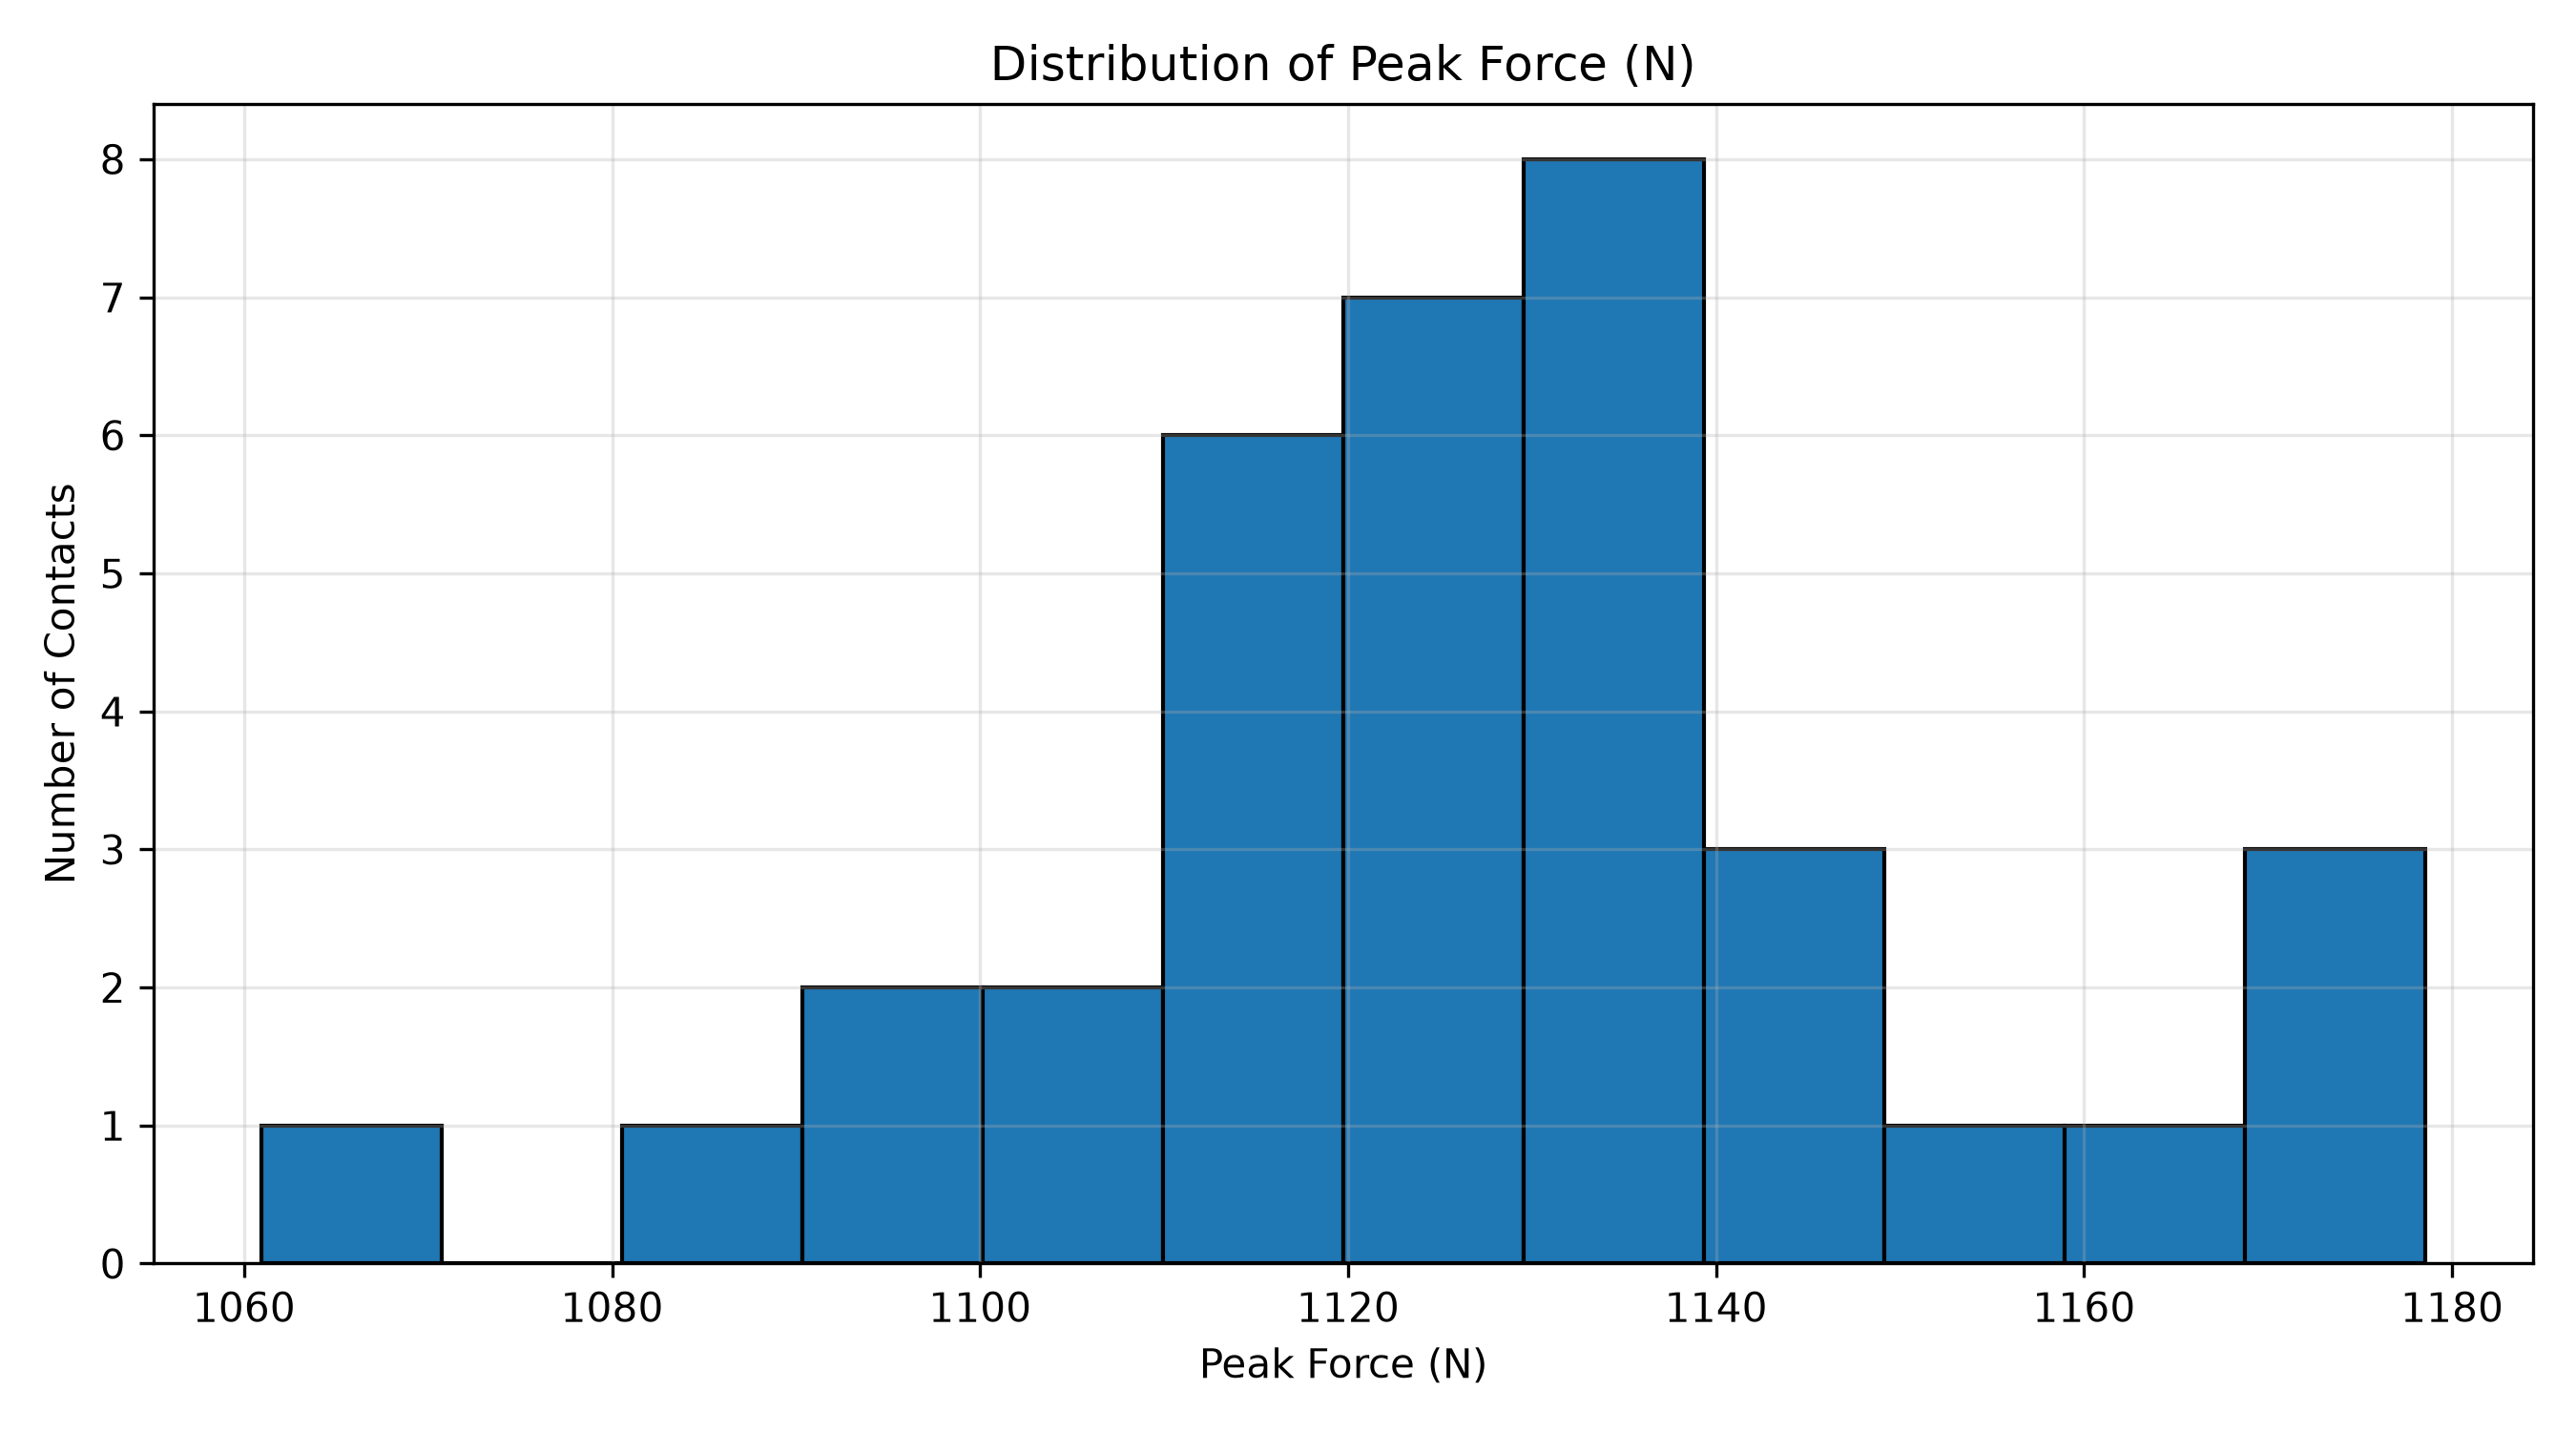 Distribution of Peak Force (N)
8
7
6
5
4
3
2
1
0
Number of Contacts
1060 1080 1100 1120 1140 1160 1180
Peak Force (N)